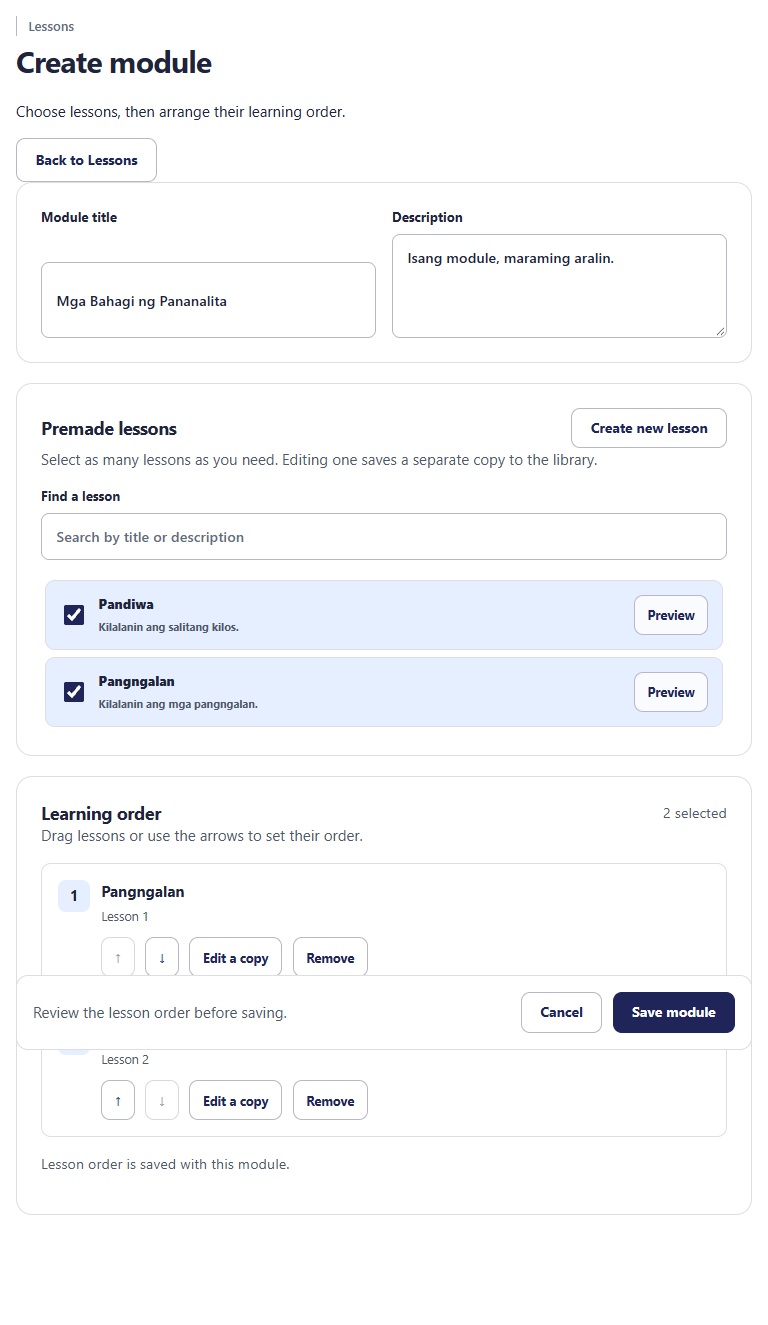 Lessons
Create module
Choose lessons, then arrange their learning order.
Back to Lessons
Module title
Description
Mga Bahagi ng Pananalita
Isang module, maraming aralin.
Premade lessons
Create new lesson
Select as many lessons as you need. Editing one saves a separate copy to the library.
Find a lesson
Search by title or description
Pandiwa
Kilalanin ang salitang kilos.
Preview
Pangngalan
Kilalanin ang mga pangngalan.
Preview
Learning order
2 selected
Drag lessons or use the arrows to set their order.
1
Pangngalan
Lesson 1
↑ ↓ Edit a copy Remove
Review the lesson order before saving.
Cancel
Save module
Lesson 2
↑ ↓ Edit a copy Remove
Lesson order is saved with this module.